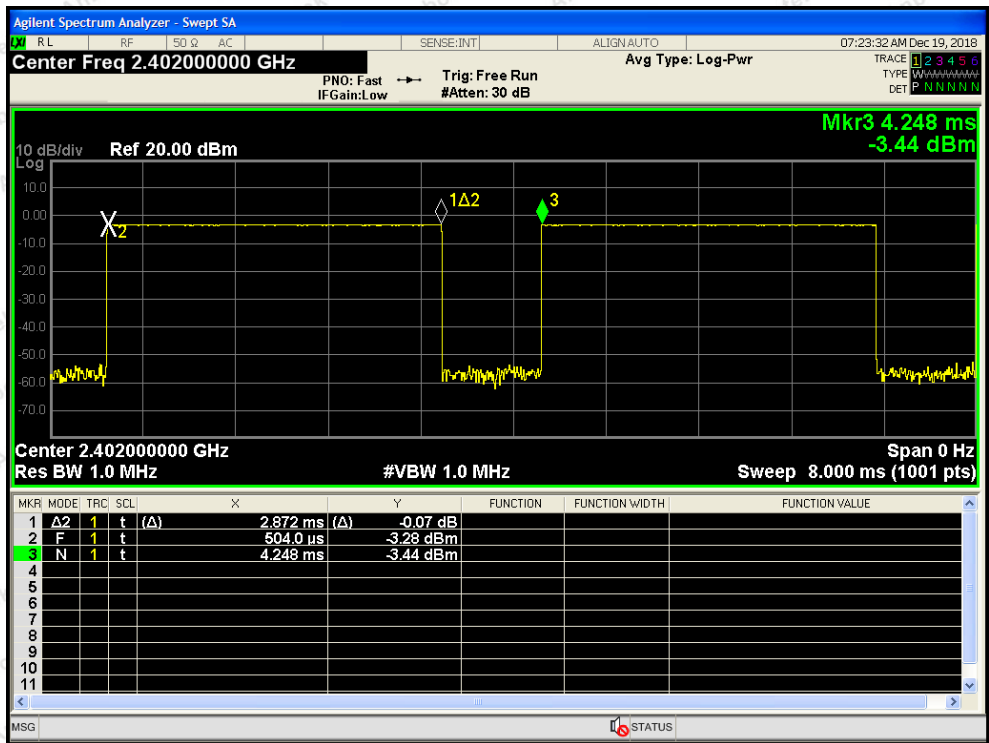 Agilent Spectrum Analyzer - Swept SA
LXI RL RF 50 Ω AC SENSE:INT ALIGN AUTO 07:23:32 AM Dec 19, 2018
Center Freq 2.402000000 GHz
PNO: Fast
IFGain:Low
Trig: Free Run
#Atten: 30 dB
Avg Type: Log-Pwr
TRACE 1 2 3 4 5 6
TYPE W
DET P N N N N N
Mkr3 4.248 ms
-3.44 dBm
10 dB/div
Log
Ref 20.00 dBm
10.0
0.00
-10.0
-20.0
-30.0
-40.0
-50.0
-60.0
-70.0
2
1Δ2
3
Center 2.402000000 GHz Span 0 Hz
Res BW 1.0 MHz #VBW 1.0 MHz Sweep 8.000 ms (1001 pts)
MKR MODE TRC SCL X Y FUNCTION FUNCTION WIDTH FUNCTION VALUE
1 Δ2 1 t (Δ) 2.872 ms (Δ) -0.07 dB
2 F 1 t 504.0 µs -3.28 dBm
3 N 1 t 4.248 ms -3.44 dBm
4
5
6
7
8
9
10
11
MSG STATUS